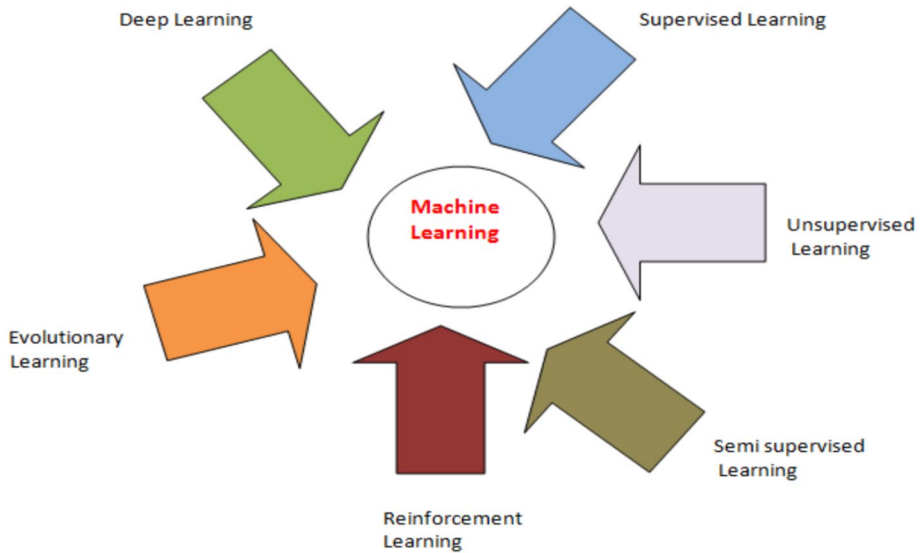 Deep Learning
Supervised Learning
Machine
Learning
Unsupervised
Learning
Evolutionary
Learning
Semi supervised
Learning
Reinforcement
Learning